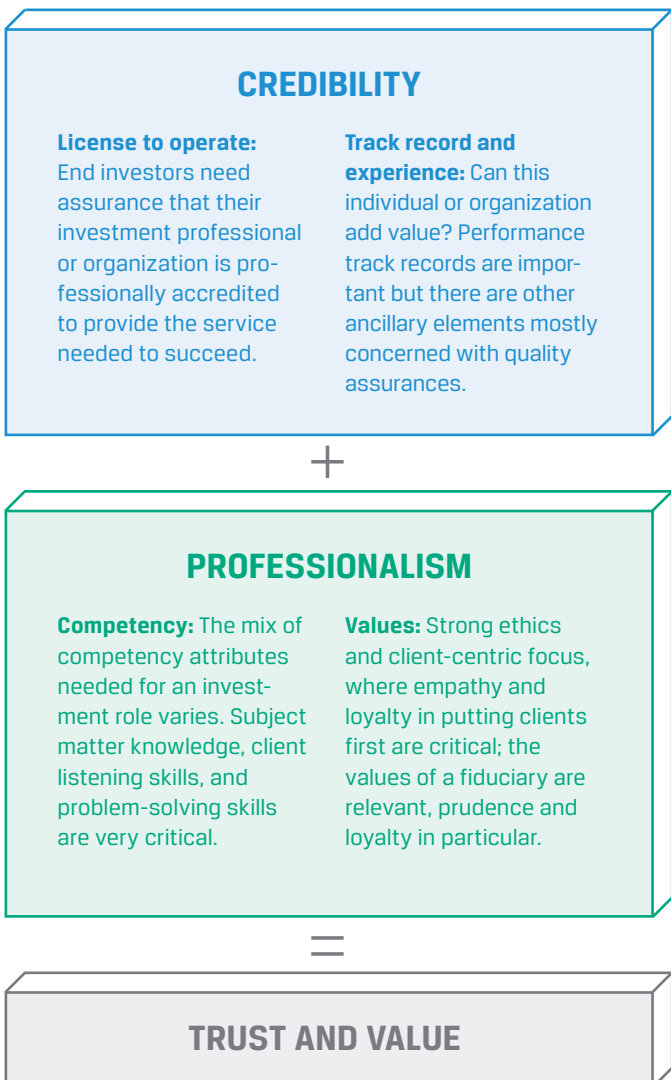 CREDIBILITY
License to operate:
End investors need
assurance that their
investment professional
or organization is pro-
fessionally accredited
to provide the service
needed to succeed.
Track record and
experience: Can this
individual or organization
add value? Performance
track records are impor-
tant but there are other
ancillary elements mostly
concerned with quality
assurances.
+
PROFESSIONALISM
Competency: The mix of
competency attributes
needed for an invest-
ment role varies. Subject
matter knowledge, client
listening skills, and
problem-solving skills
are very critical.
Values: Strong ethics
and client-centric focus,
where empathy and
loyalty in putting clients
first are critical; the
values of a fiduciary are
relevant, prudence and
loyalty in particular.
=
TRUST AND VALUE